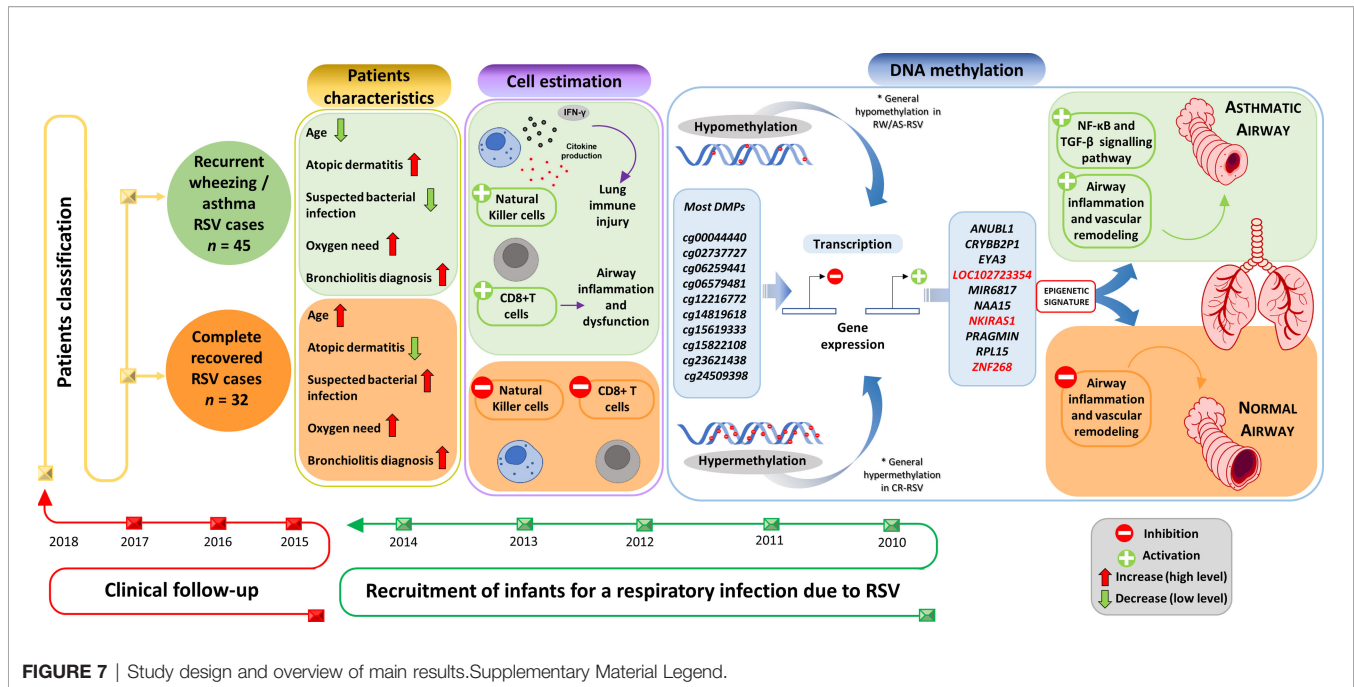 Patients classification
Recurrent
wheezing /
asthma
RSV cases
n = 45
Complete
recovered
RSV cases
n = 32
Patients
characteristics
Age
Atopic dermatitis
Suspected bacterial
infection
Oxygen need
Bronchiolitis diagnosis
Age
Atopic dermatitis
Suspected bacterial
infection
Oxygen need
Bronchiolitis diagnosis
Cell estimation
IFN-γ
Citokine
production
Natural
Killer cells
Lung
immune
injury
CD8+T
cells
Airway
inflammation
and
dysfunction
Natural
Killer cells
CD8+ T
cells
DNA methylation
Hypomethylation
* General
hypomethylation in
RW/AS-RSV
Most DMPs
cg00044440
cg02737727
cg06259441
cg06579481
cg12216772
cg14819618
cg15619333
cg15822108
cg23621438
cg24509398
Transcription
Gene
expression
Hypermethylation
* General
hypermethylation
in CR-RSV
ANUBL1
CRYBB2P1
EYA3
LOC102723354
MIR6817
NAA15
NKIRAS1
PRAGMIN
RPL15
ZNF268
EPIGENETIC
SIGNATURE
NF-κB and
TGF-β signalling
pathway
Airway
inflammation
and vascular
remodeling
ASTHMATIC
AIRWAY
Airway
inflammation
and vascular
remodeling
NORMAL
AIRWAY
2018
2017
2016
2015
2014
2013
2012
2011
2010
Clinical follow-up
Recruitment of infants for a respiratory infection due to RSV
Inhibition
Activation
Increase (high level)
Decrease (low level)
FIGURE 7 | Study design and overview of main results.Supplementary Material Legend.